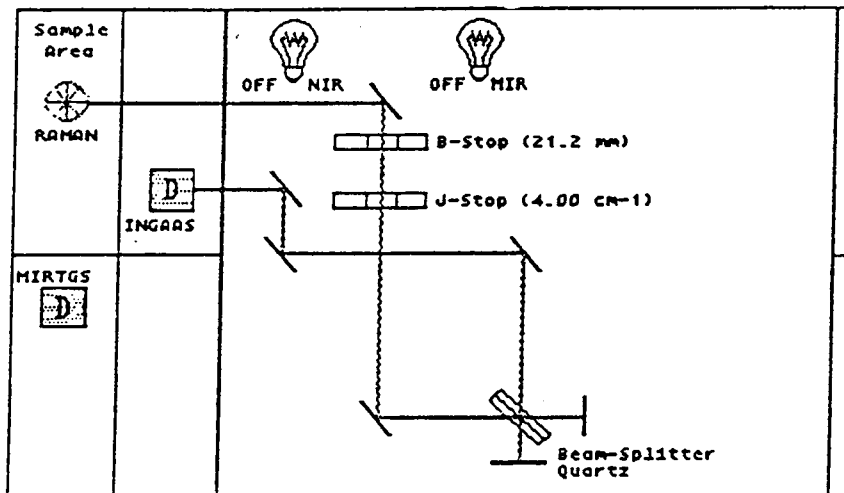 Sample
Area
OFF NIR
OFF MIR
RAMAN
B-Stop (21.2 mm)
D
J-Stop (4.00 cm-1)
INGAAS
MIRTGS
D
Beam-Splitter
Quartz